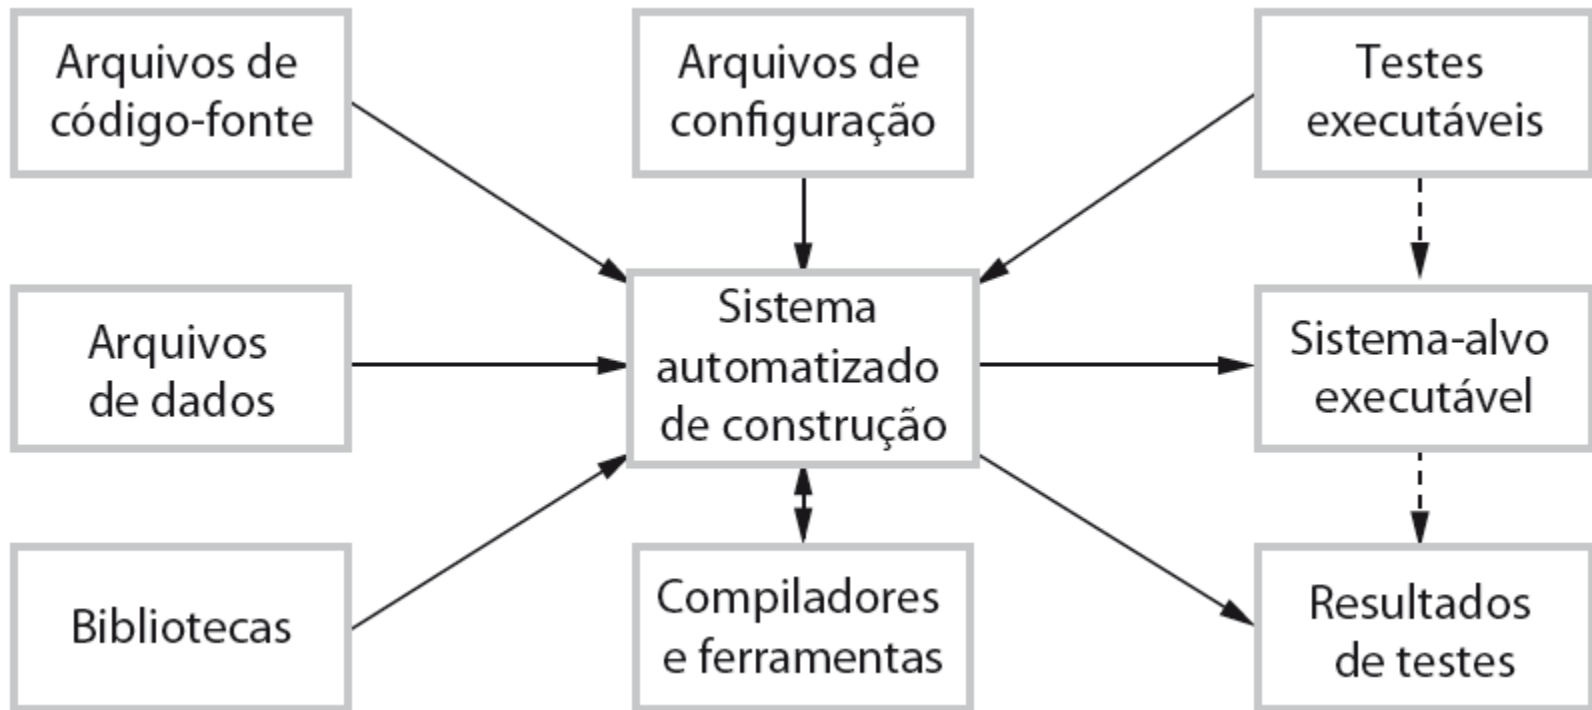 Arquivos de
código-fonte
Arquivos de
configuração
Testes
executáveis
Arquivos
de dados
Sistema
automatizado
de construção
Sistema-alvo
executável
Bibliotecas
Compiladores
e ferramentas
Resultados
de testes